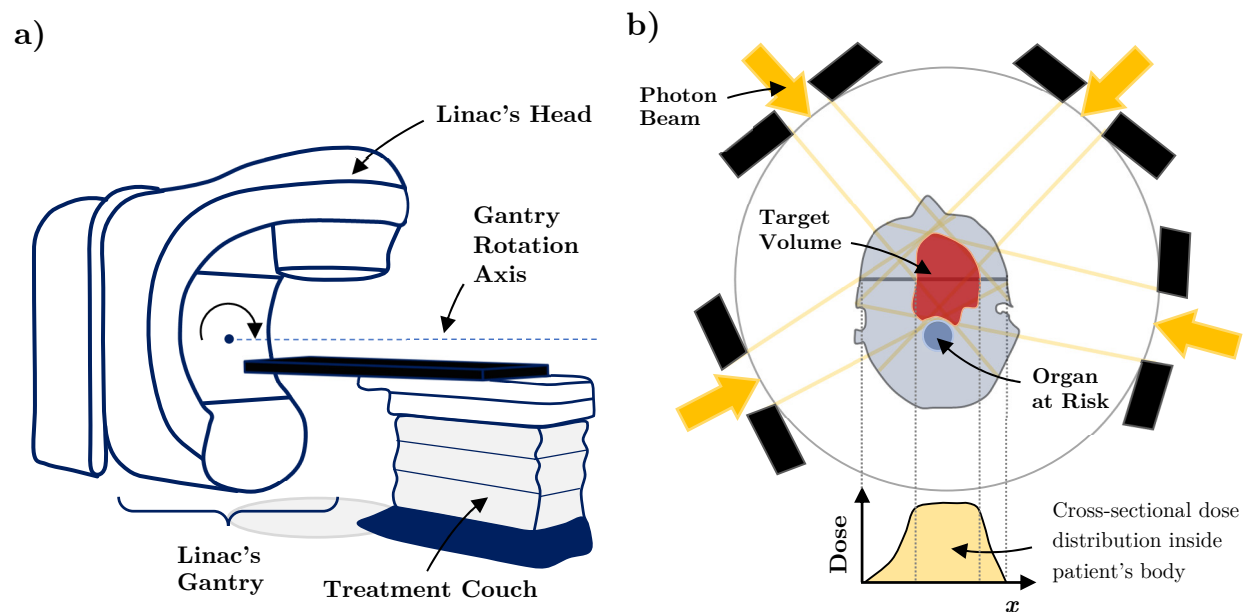 a)
Linac's Head
Gantry
Rotation
Axis
Linac's
Gantry
Treatment Couch
b)
Photon
Beam
Target
Volume
Organ
at Risk
Dose
x
Cross-sectional dose
distribution inside
patient's body